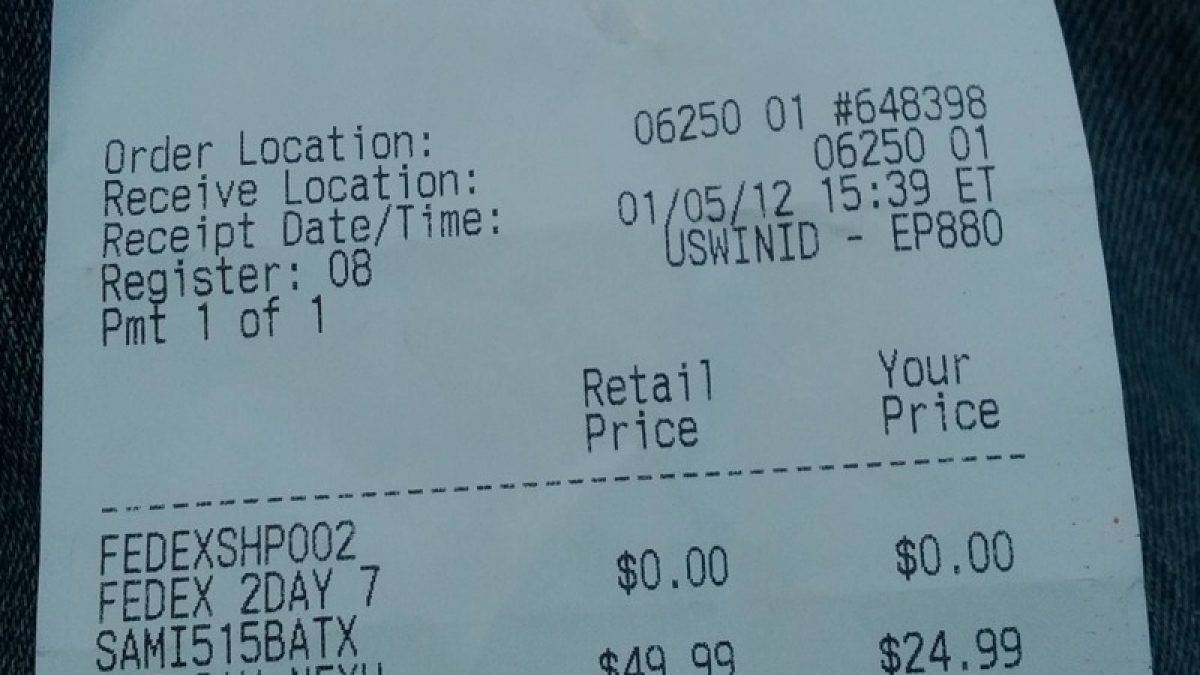 Order Location: 06250 01 #648398
Receive Location: 06250 01
Receipt Date/Time: 01/05/12 15:39 ET
Register: 08 USWINID - EP880
Pmt 1 of 1
Retail Your
Price Price
--------------------------------
FEDEXSHP002
FEDEX 2DAY 7 $0.00 $0.00
SAMI515BATX
$49.99 $24.99